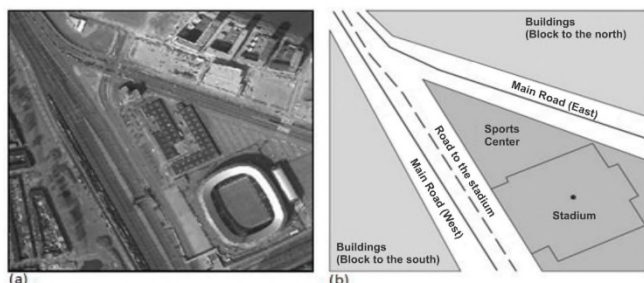 Buildings
(Block to the north)
Main Road (East)
Sports
Center
Road to the stadium
Main Road (West)
Stadium
Buildings
(Block to the south)
(a)
(b)